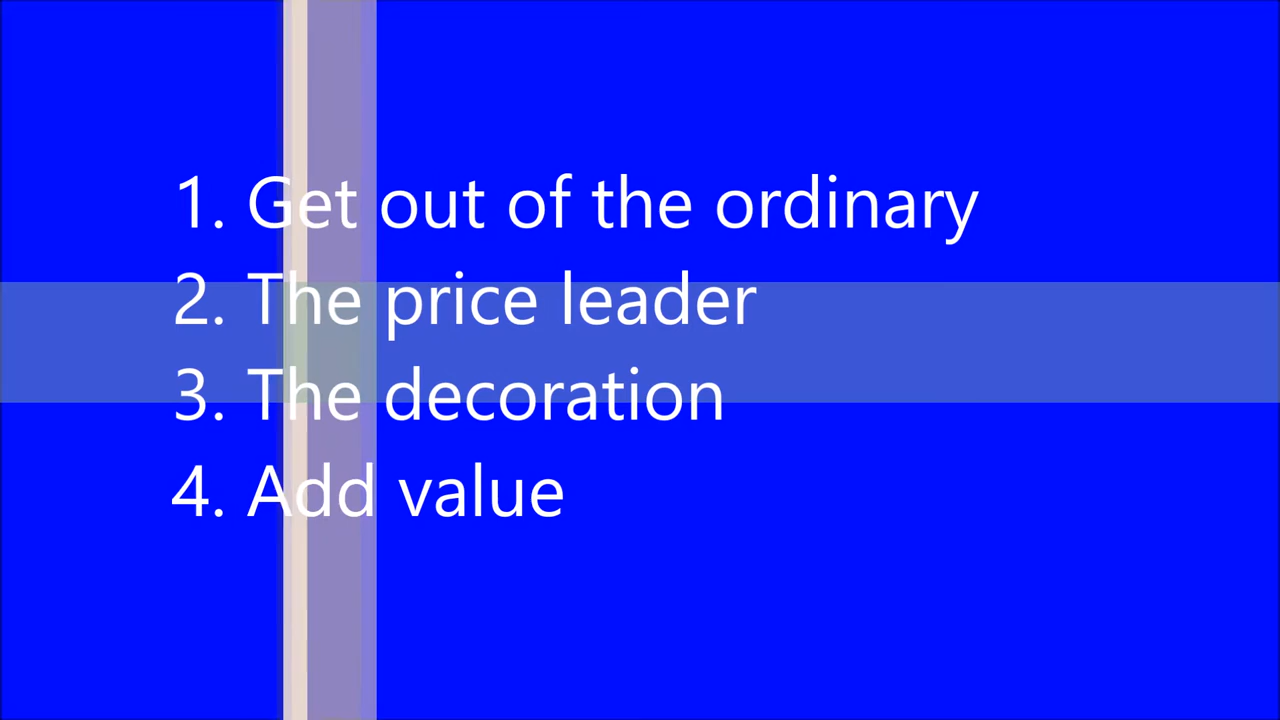 1. Get out of the ordinary
2. The price leader
3. The decoration
4. Add value